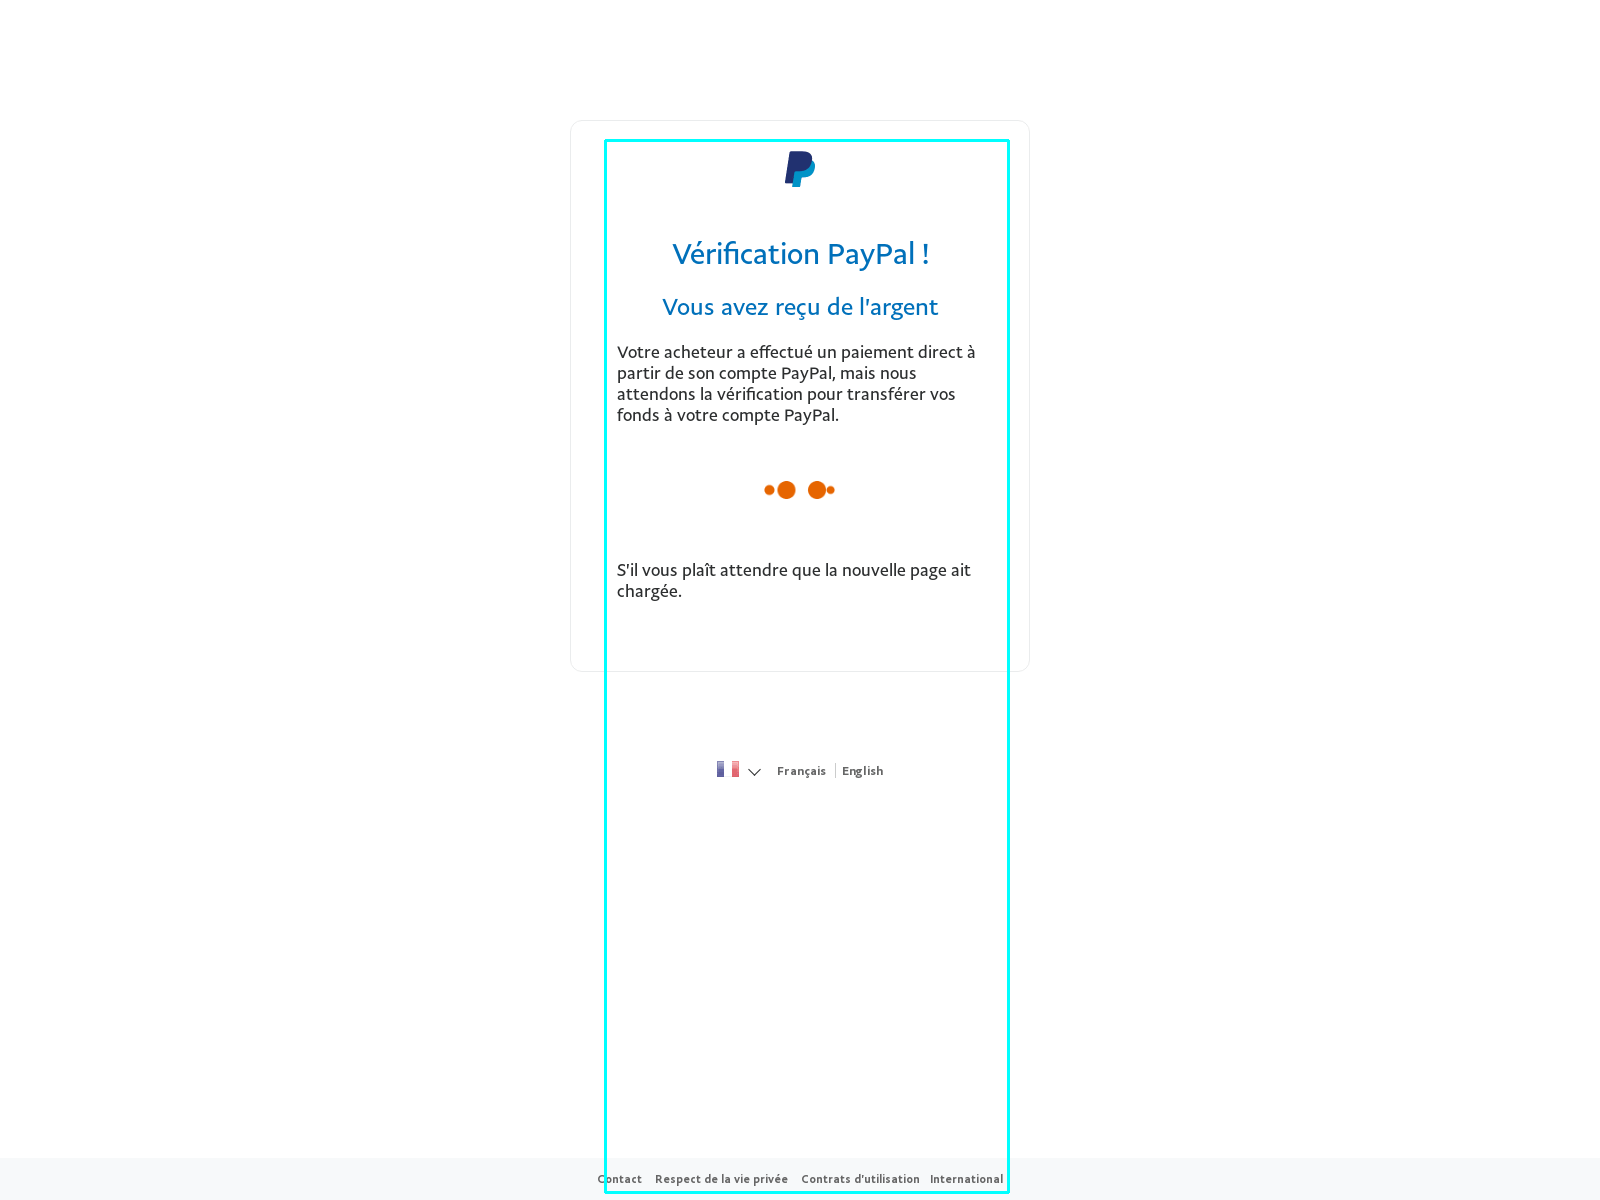 Vérification PayPal !
Vous avez reçu de l'argent
Votre acheteur a effectué un paiement direct à
partir de son compte PayPal, mais nous
attendons la vérification pour transférer vos
fonds à votre compte PayPal.
S'il vous plaît attendre que la nouvelle page ait
chargée.
Français English
Contact Respect de la vie privée Contrats d'utilisation International